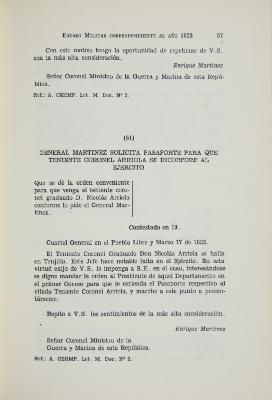 ESTADO MILITAR CORRESPONDIENTE AL AÑO 1823 57
Con este motivo tengo la oportunidad de repetirme de V.S.
con la más alta consideración.
Enrique Martínez
Señor Coronel Ministro de la Guerra y Marina de esta Repú-
blica.
Ref.: A. CEHMP. Leg. M. Doc. Nº 3.
(51)
GENERAL MARTINEZ SOLICITA PASAPORTE PARA QUE
TENIENTE CORONEL ARRIOLA SE INCORPORE AL
EJERCITO
Que se dé la orden conveniente
para que venga el teniente coro-
nel graduado D. Nicolás Arriola
conforme lo pide el General Mar-
tínez.
Contestado en 19.
Cuartel General en el Pueblo Libre y Marzo 17 de 1823.
El Teniente Coronel Graduado Don Nicolás Arriola se halla
en Trujillo. Este Jefe hace notable falta en el Ejército. En esta
virtud exijo de V.S. le imponga a S.E. en el caso, interesándose
se digne mandar la orden al Presidente de aquel Departamento en
el primer Correo para que le extienda el Pasaporte respectivo al
citado Teniente Coronel Arriola, y marche a este punto a presen-
társeme.
Repito a V.S. los sentimientos de la más alta consideración.
Enrique Martínez
Señor Coronel Ministro de la
Guerra y Marina de esta República.
Ref.: A. CEHMP. Leg. M. Doc. Nº 3.